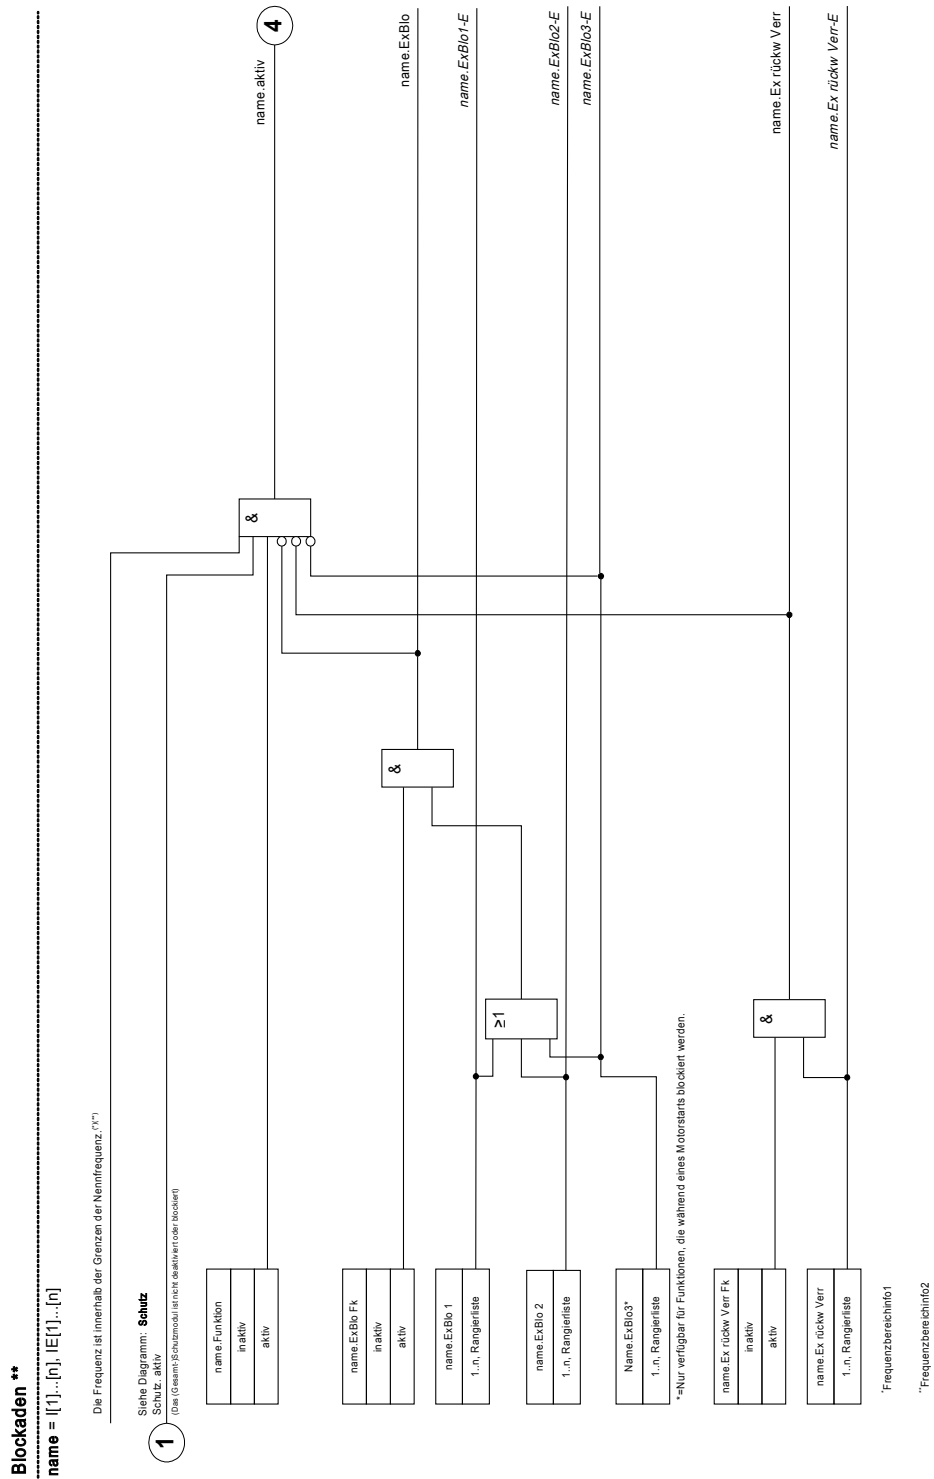 Blockaden **
name = I[1]...[n], IE[1]...[n]
Die Frequenz ist innerhalb der Grenzen der Nennfrequenz.
1
Siehe Diagramm: Schutz
Schutz. aktiv
(Das (Gesamt-)Schutzmodul ist nicht deaktiviert oder blockiert)
name.Funktion
inaktiv
aktiv
&
name.aktiv
4
name.ExBlo Fk
inaktiv
aktiv
&
name.ExBlo
name.ExBlo 1
1..n, Rangierliste
name.ExBlo1-E
≥1
name.ExBlo 2
1..n, Rangierliste
name.ExBlo2-E
Name.ExBlo3*
1..n, Rangierliste
name.ExBlo3-E
*=Nur verfügbar für Funktionen, die während eines Motorstarts blockiert werden.
name.Ex rückw Verr Fk
inaktiv
aktiv
&
name.Ex rückw Verr
name.Ex rückw Verr
1..n, Rangierliste
name.Ex rückw Verr-E
*Frequenzbereichinfo1
**Frequenzbereichinfo2